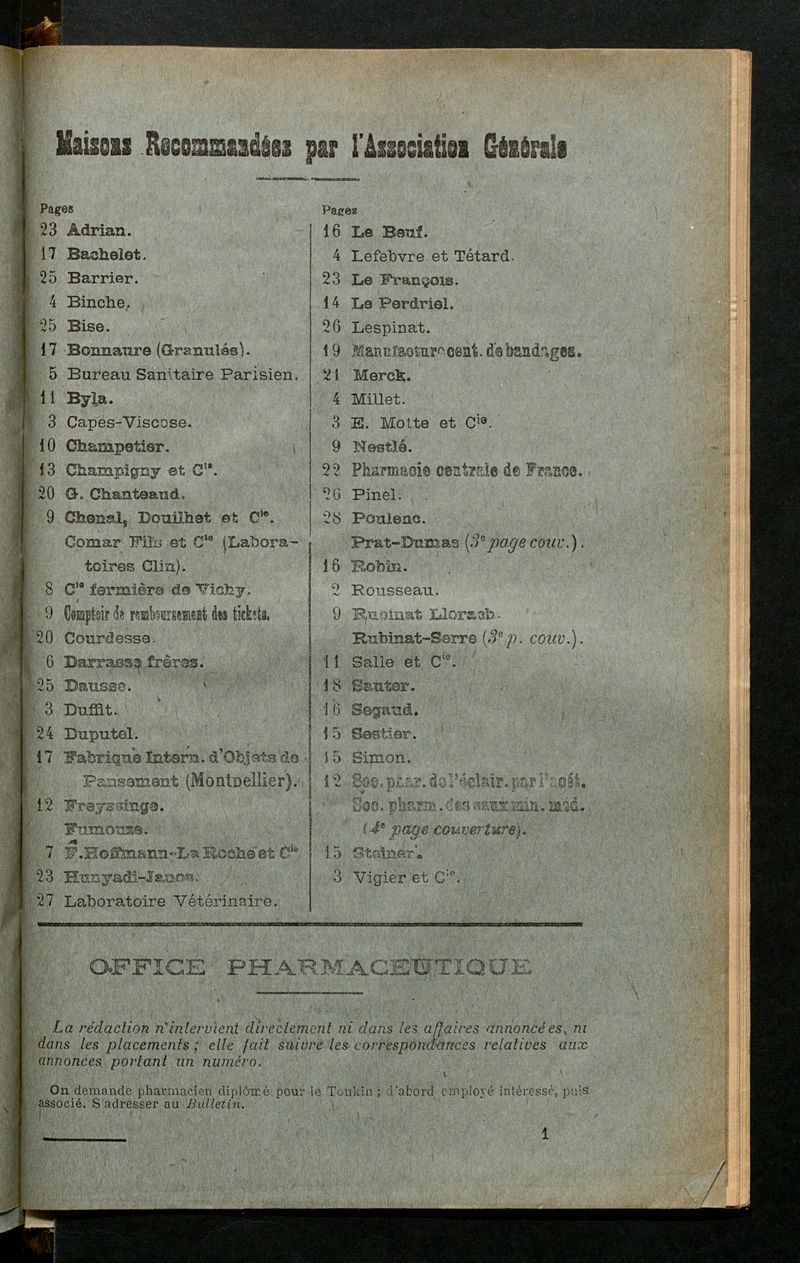 Maisons Recommandées par l'Association Générale
Pages
23 Adrian.
17 Bachelet.
25 Barrier.
4 Binche.
25 Bise.
17 Bonnaure (Granulés).
5 Bureau Sanitaire Parisien.
11 Byla.
3 Capes-Viscose.
10 Champetier.
13 Champigny et Cie.
20 G. Chanteaud.
9 Chenal, Douilhet et Cie.
Comar Fils et Cie (Labora-
toires Clin).
8 Cie fermière de Vichy.
9 Comptoir de remboursement des tickets.
20 Courdesse.
6 Darrasse frères.
25 Dausse.
3 Duffit.
24 Duputel.
17 Fabrique Intern. d'Objets de
Pansement (Montpellier).
12 Freyssinge.
Fumouze.
7 F. Hoffmann-La Roche et Cie
23 Hunyadi-Janos.
27 Laboratoire Vétérinaire.
Pages
16 Le Beuf.
4 Lefebvre et Tétard.
23 Le François.
14 Le Perdriel.
26 Lespinat.
19 Manufacture cent. de bandages.
21 Merck.
4 Millet.
3 E. Motte et Cie.
9 Nestlé.
22 Pharmacie centrale de France.
26 Pinel.
28 Poulenc.
Prat-Dumas (3e page couv.).
16 Robin.
2 Rousseau.
9 Rubinat Llorach.
Rubinat-Serre (3e p. couv.).
11 Salle et Cie.
18 Sauter.
16 Segaud.
15 Sestier.
15 Simon.
12 Soc. pour de l'éclair. par l'acét.
Soc. pharm. des eaux min. med.
(4e page couverture).
15 Steiner.
3 Vigier et Cie.
OFFICE PHARMACEUTIQUE
La rédaction n'intervient directement ni dans les affaires annoncées, ni
dans les placements ; elle fait suivre les correspondances relatives aux
annonces portant un numéro.
On demande pharmacien diplômé pour le Tonkin ; d'abord employé intéressé, puis
associé. S'adresser au Bulletin.
1